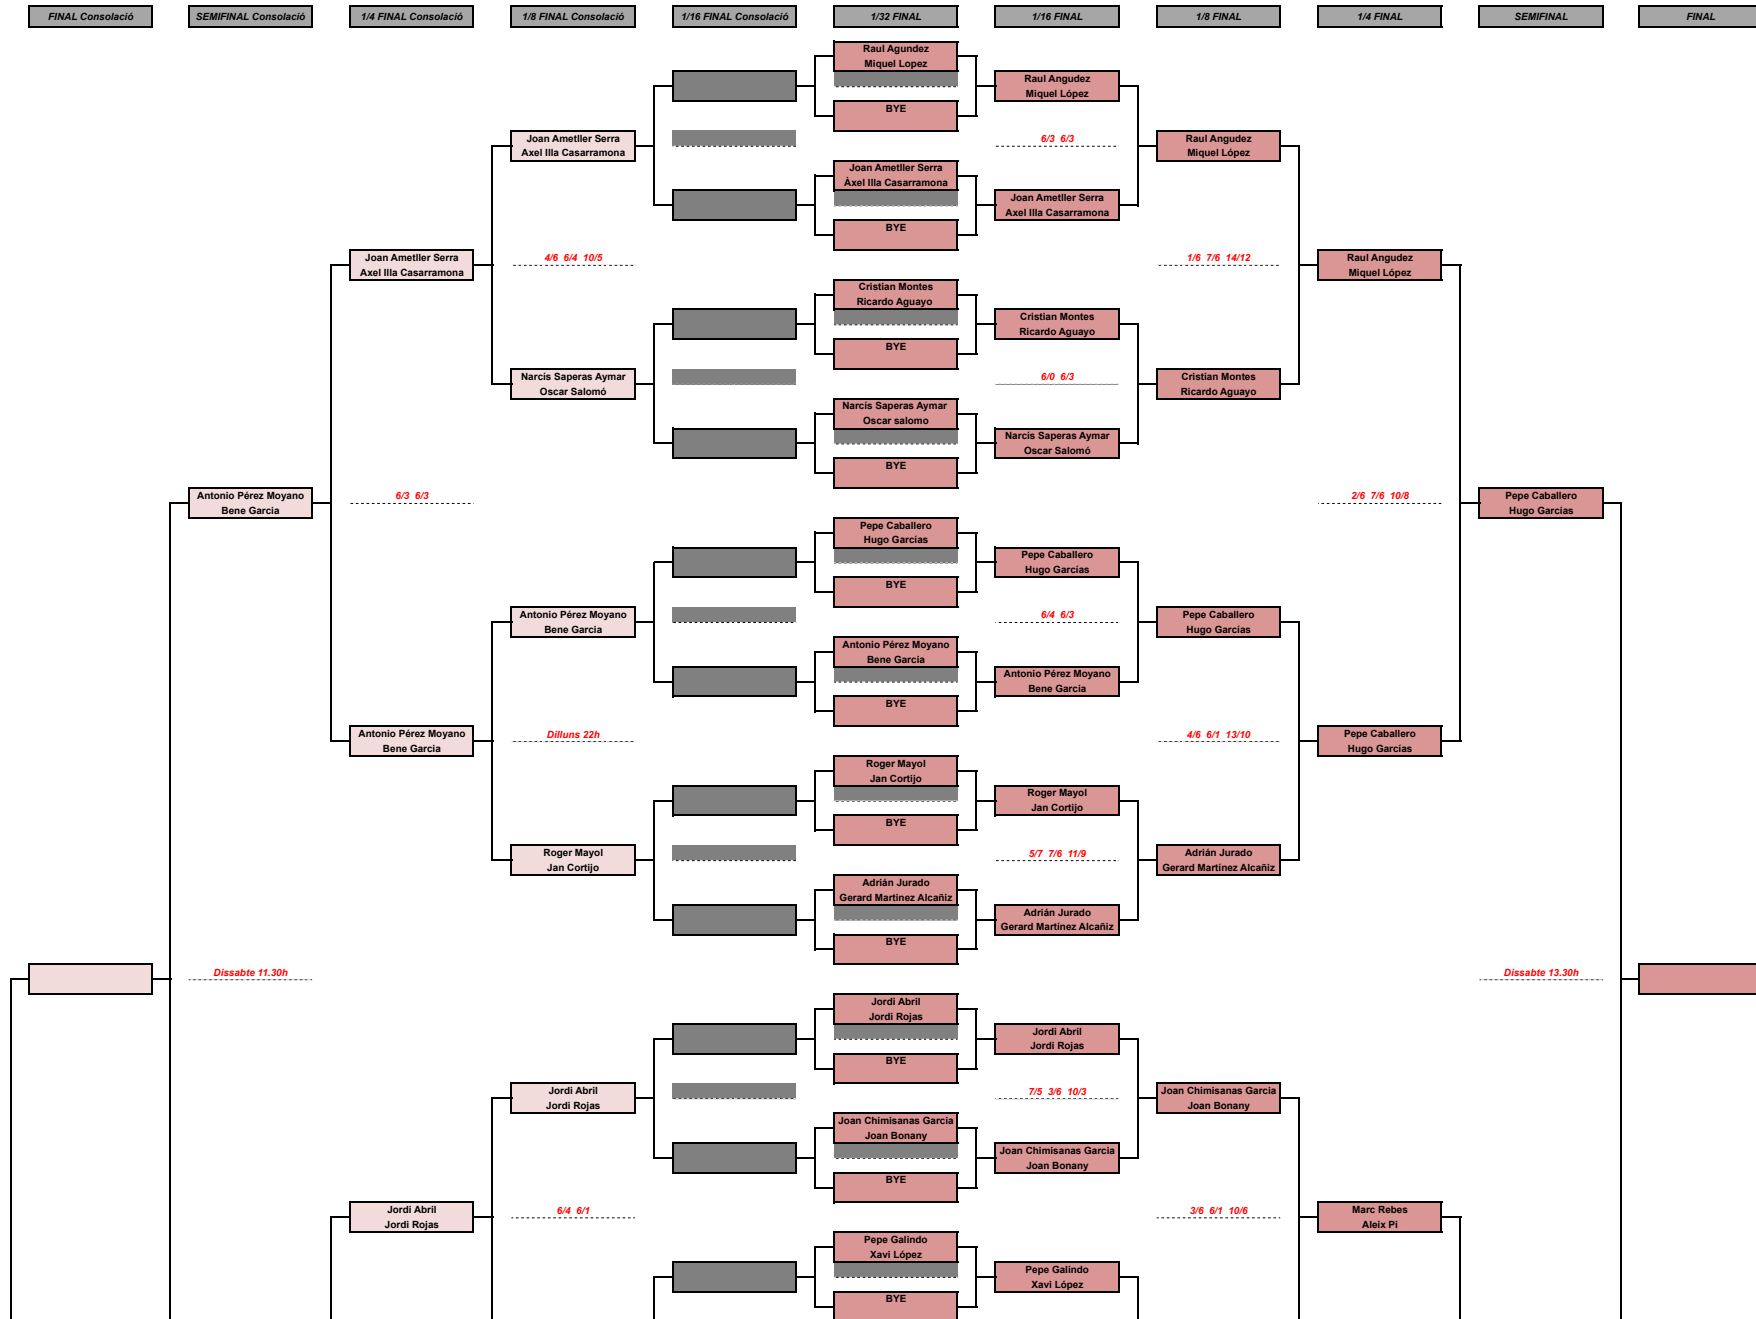 FINAL Consolació
SEMIFINAL Consolació
1/4 FINAL Consolació
1/8 FINAL Consolació
1/16 FINAL Consolació
1/32 FINAL
1/16 FINAL
1/8 FINAL
1/4 FINAL
SEMIFINAL
FINAL
Raul Agundez
Miquel Lopez
Raul Angudez
Miquel López
BYE
Joan Ametller Serra
Axel Illa Casarramona
6/3 6/3
Raul Angudez
Miquel López
Joan Ametller Serra
Àxel Illa Casarramona
Joan Ametller Serra
Axel Illa Casarramona
BYE
Joan Ametller Serra
Axel Illa Casarramona
4/6 6/4 10/5
1/6 7/6 14/12
Raul Angudez
Miquel López
Cristian Montes
Ricardo Aguayo
Cristian Montes
Ricardo Aguayo
BYE
Narcís Saperas Aymar
Oscar Salomó
6/0 6/3
Cristian Montes
Ricardo Aguayo
Narcís Saperas Aymar
Oscar salomo
Narcís Saperas Aymar
Oscar Salomó
BYE
Antonio Pérez Moyano
Bene Garcia
6/3 6/3
2/6 7/6 10/8
Pepe Caballero
Hugo Garcías
Pepe Caballero
Hugo Garcías
Pepe Caballero
Hugo Garcías
BYE
Antonio Pérez Moyano
Bene Garcia
6/4 6/3
Pepe Caballero
Hugo Garcías
Antonio Pérez Moyano
Bene Garcia
Antonio Pérez Moyano
Bene Garcia
BYE
Antonio Pérez Moyano
Bene Garcia
Dilluns 22h
4/6 6/1 13/10
Pepe Caballero
Hugo Garcías
Roger Mayol
Jan Cortijo
Roger Mayol
Jan Cortijo
BYE
Roger Mayol
Jan Cortijo
5/7 7/6 11/9
Adrián Jurado
Gerard Martínez Alcañiz
Adrián Jurado
Gerard Martinez Alcañiz
Adrián Jurado
Gerard Martínez Alcañiz
BYE
Dissabte 11.30h
Dissabte 13.30h
Jordi Abril
Jordi Rojas
Jordi Abril
Jordi Rojas
BYE
Jordi Abril
Jordi Rojas
7/5 3/6 10/3
Joan Chimisanas García
Joan Bonany
Joan Chimisanas Garcia
Joan Bonany
Joan Chimisanas Garcia
Joan Bonany
BYE
Jordi Abril
Jordi Rojas
6/4 6/1
3/6 6/1 10/6
Marc Rebes
Aleix Pi
Pepe Galindo
Xavi López
Pepe Galindo
Xavi López
BYE